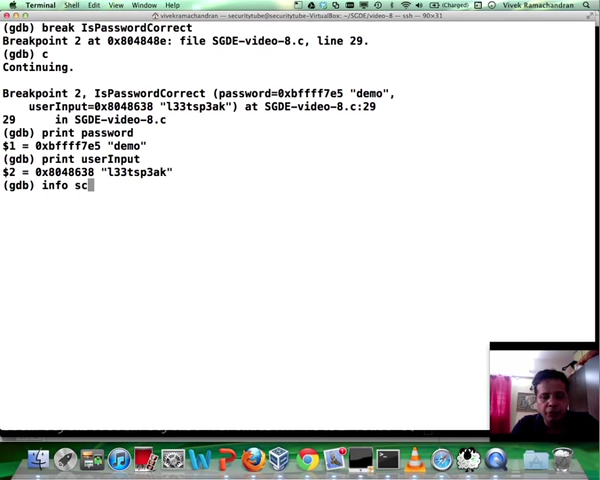 Terminal Shell Edit View Window Help (Charged) Vivek Ramachandran
vivekramachandran — securitytube@securitytube-VirtualBox: ~/SGDE/video-8 — ssh — 90×31
(gdb) break IsPasswordCorrect
Breakpoint 2 at 0x804848e: file SGDE-video-8.c, line 29.
(gdb) c
Continuing.
Breakpoint 2, IsPasswordCorrect (password=0xbffff7e5 "demo",
userInput=0x8048638 "l33tsp3ak") at SGDE-video-8.c:29
29 in SGDE-video-8.c
(gdb) print password
$1 = 0xbffff7e5 "demo"
(gdb) print userInput
$2 = 0x8048638 "l33tsp3ak"
(gdb) info sc